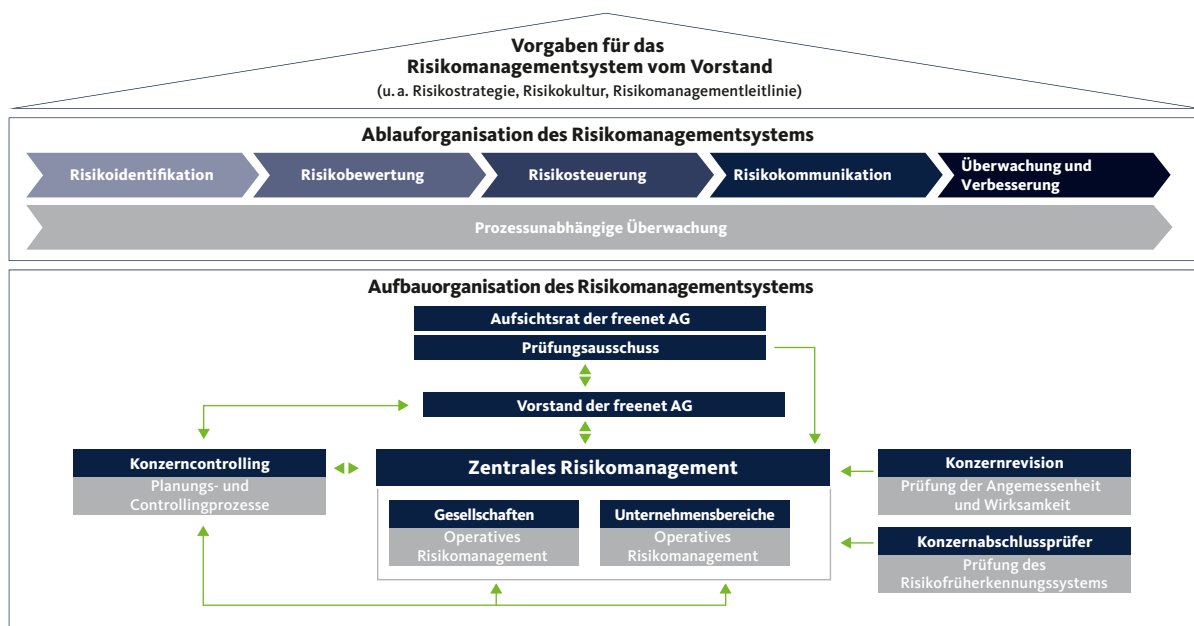 Vorgaben für das
Risikomanagementsystem vom Vorstand
(u. a. Risikostrategie, Risikokultur, Risikomanagementleitlinie)
Ablauforganisation des Risikomanagementsystems
Risikoidentifikation
Risikobewertung
Risikosteuerung
Risikokommunikation
Überwachung und
Verbesserung
Prozessunabhängige Überwachung
Aufbauorganisation des Risikomanagementsystems
Aufsichtsrat der freenet AG
Prüfungsausschuss
Vorstand der freenet AG
Konzerncontrolling
Planungs- und
Controllingprozesse
Zentrales Risikomanagement
Gesellschaften
Operatives
Risikomanagement
Unternehmensbereiche
Operatives
Risikomanagement
Konzernrevision
Prüfung der Angemessenheit
und Wirksamkeit
Konzernabschlussprüfer
Prüfung des
Risikofrüherkennungssystems